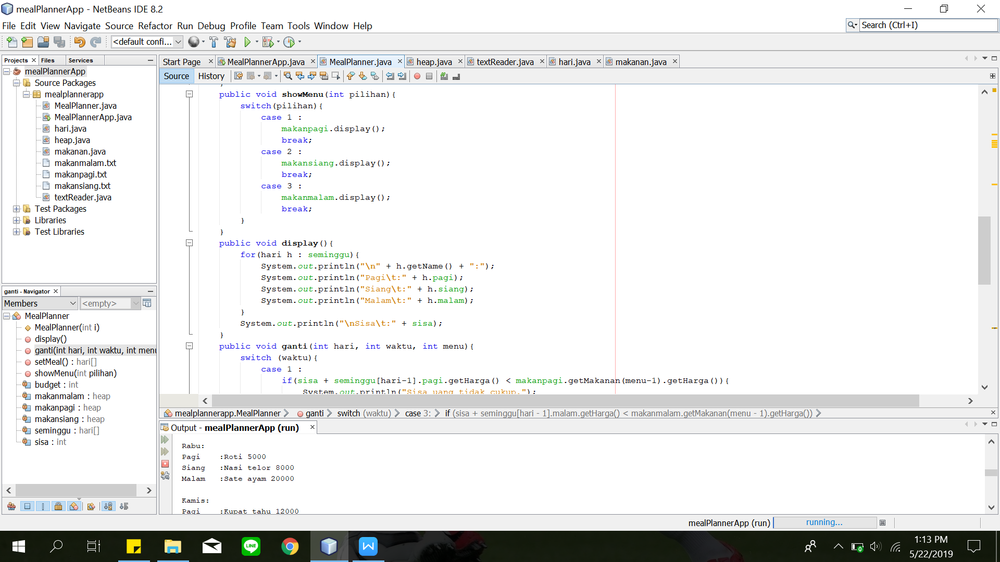 mealPlannerApp - NetBeans IDE 8.2
File Edit View Navigate Source Refactor Run Debug Profile Team Tools Window Help
Search (Ctrl+I)
<default confi...
Projects Files Services
mealPlannerApp
Source Packages
mealplannerapp
MealPlanner.java
MealPlannerApp.java
hari.java
heap.java
makanan.java
makanmalam.txt
makanpagi.txt
makansiang.txt
textReader.java
Test Packages
Libraries
Test Libraries
ganti - Navigator
Members <empty>
MealPlanner
MealPlanner(int i)
display()
ganti(int hari, int waktu, int menu
setMeal() : hari[]
showMenu(int pilihan)
budget : int
makanmalam : heap
makanpagi : heap
makansiang : heap
seminggu : hari[]
sisa : int
Start Page MealPlannerApp.java MealPlanner.java heap.java textReader.java hari.java makanan.java
Source History
}
public void showMenu(int pilihan){
switch(pilihan){
case 1 :
makanpagi.display();
break;
case 2 :
makansiang.display();
break;
case 3 :
makanmalam.display();
break;
}
}
public void display(){
for(hari h : seminggu){
System.out.println("\n" + h.getName() + ":");
System.out.println("Pagi\t:" + h.pagi);
System.out.println("Siang\t:" + h.siang);
System.out.println("Malam\t:" + h.malam);
}
System.out.println("\nSisa\t:" + sisa);
}
public void ganti(int hari, int waktu, int menu){
switch (waktu){
case 1 :
if(sisa + seminggu[hari-1].pagi.getHarga() < makanpagi.getMakanan(menu-1).getHarga()){
System.out.println("Sisa uang tidak cukup.");
mealplannerapp.MealPlanner ganti switch (waktu) case 3: if (sisa + seminggu[hari - 1].malam.getHarga() < makanmalam.getMakanan(menu - 1).getHarga())
Output - mealPlannerApp (run)
Rabu:
Pagi :Roti 5000
Siang :Nasi telor 8000
Malam :Sate ayam 20000
Kamis:
Pagi :Kupat tahu 12000
mealPlannerApp (run) running...
LINE
W
1:13 PM
5/22/2019